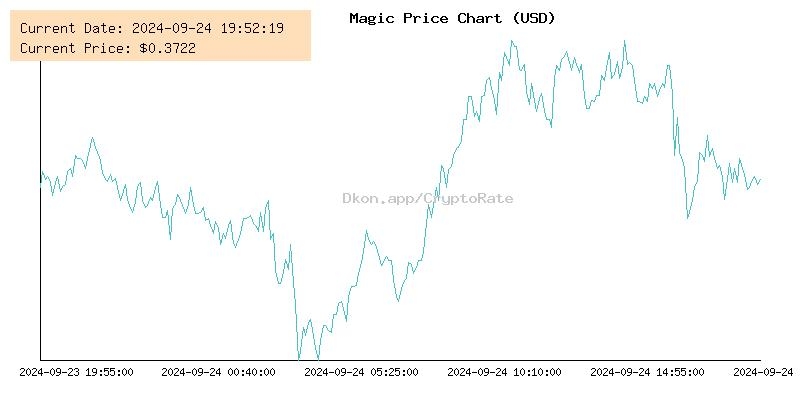 Magic Price Chart (USD)
Current Date: 2024-09-24 19:52:19
Current Price: $0.3722
Dkon.app/CryptoRate
2024-09-23 19:55:00 2024-09-24 00:40:00 2024-09-24 05:25:00 2024-09-24 10:10:00 2024-09-24 14:55:00 2024-09-24